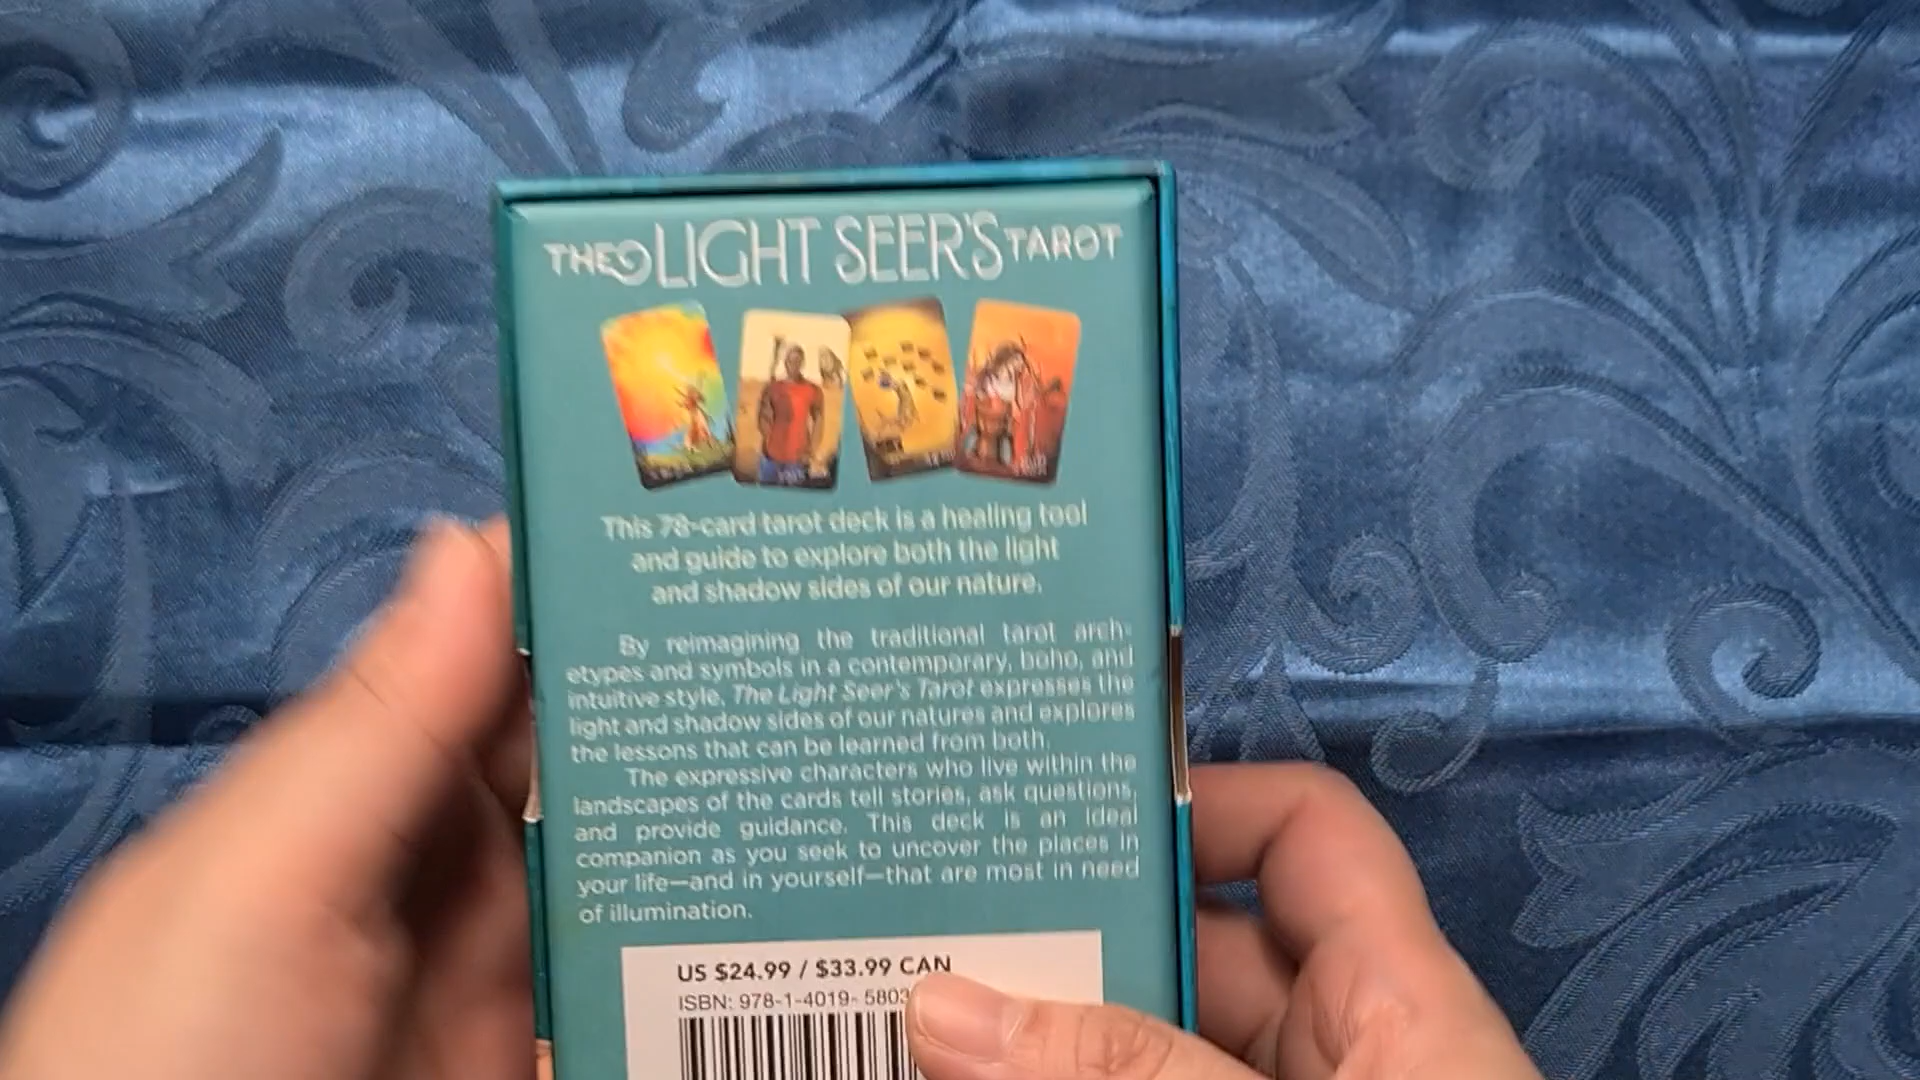 THE LIGHT SEER'S TAROT
This 78-card tarot deck is a healing tool
and guide to explore both the light
and shadow sides of our nature.
By reimagining the traditional tarot arch-
etypes and symbols in a contemporary, boho, and
intuitive style, The Light Seer's Tarot expresses the
light and shadow sides of our natures and explores
the lessons that can be learned from both.
The expressive characters who live within the
landscapes of the cards tell stories, ask questions,
and provide guidance. This deck is an ideal
companion as you seek to uncover the places in
your life—and in yourself—that are most in need
of illumination.
US $24.99 / $33.99 CAN
ISBN: 978-1-4019- 580